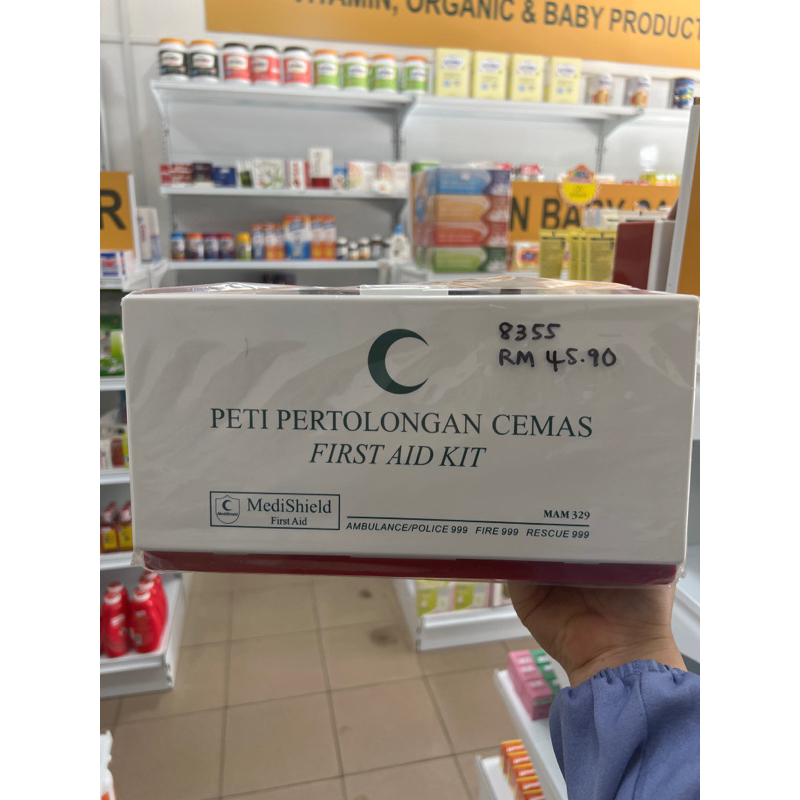 VITAMIN, ORGANIC & BABY PRODUCT
R
N BABY
8355
RM 45.90
PETI PERTOLONGAN CEMAS
FIRST AID KIT
MediShield
First Aid
MAM 329
AMBULANCE/POLICE 999 FIRE 999 RESCUE 999